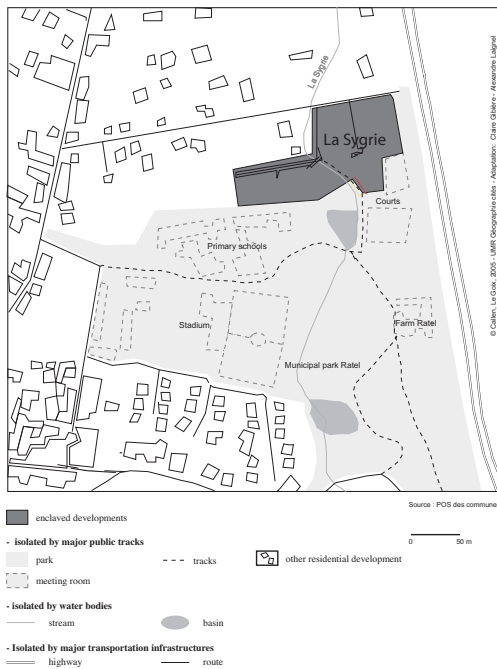 La Sygrie
La Sygrie
Courts
Primary schools
Stadium
Farm Ratel
Municipal park Ratel
© Callen, Le Goix, 2005 - UMR Géographie-cités - Adaptation: Claire Gibière - Alexandre Laignel
Source : POS des commune
enclaved developments
- isolated by major public tracks
park
tracks
other residential development
0 50 m
meeting room
- isolated by water bodies
stream
basin
- Isolated by major transportation infrastructures
highway
route